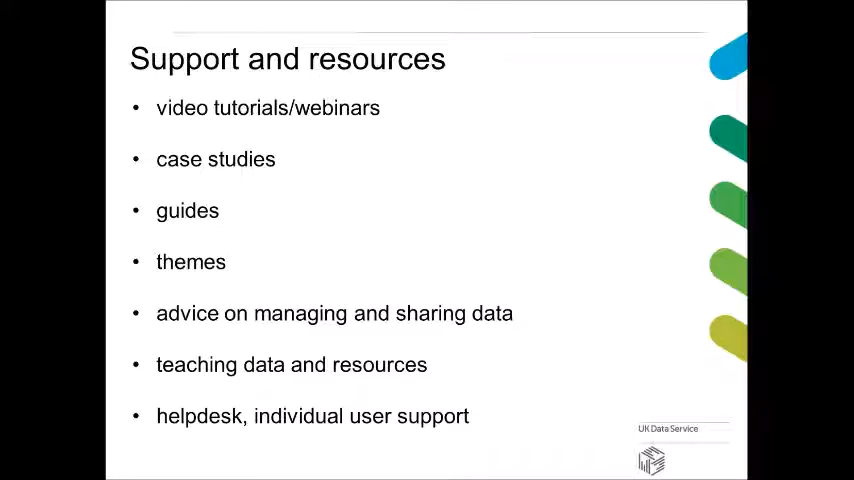 Support and resources
• video tutorials/webinars
• case studies
• guides
• themes
• advice on managing and sharing data
• teaching data and resources
• helpdesk, individual user support
UK Data Service